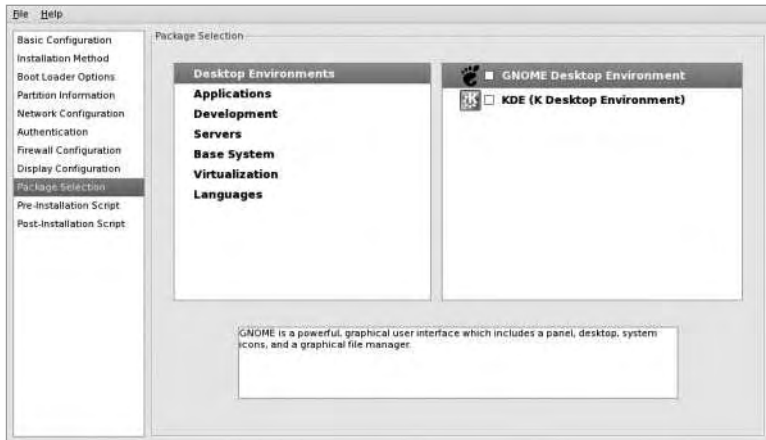 File Help
Basic Configuration
Installation Method
Boot Loader Options
Partition Information
Network Configuration
Authentication
Firewall Configuration
Display Configuration
Package Selection
Pre-Installation Script
Post-Installation Script
Package Selection
Desktop Environments
Applications
Development
Servers
Base System
Virtualization
Languages
GNOME Desktop Environment
KDE (K Desktop Environment)
GNOME is a powerful, graphical user interface which includes a panel, desktop, system
icons, and a graphical file manager.